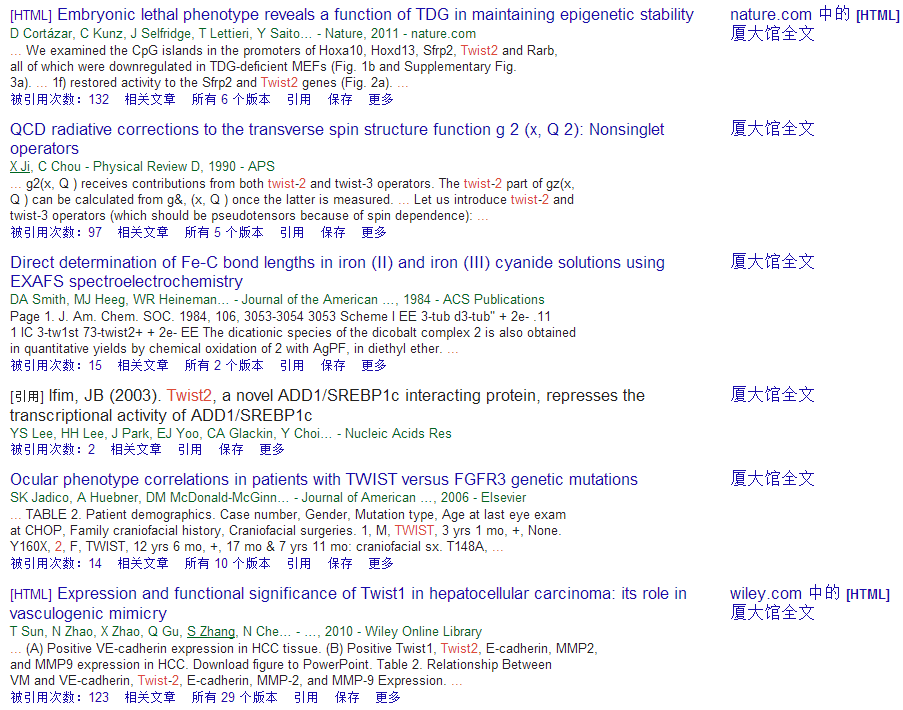 [HTML] Embryonic lethal phenotype reveals a function of TDG in maintaining epigenetic stability
nature.com 中的 [HTML]
D Cortázar, C Kunz, J Selfridge, T Lettieri, Y Saito… - Nature, 2011 - nature.com
厦大馆全文
... We examined the CpG islands in the promoters of Hoxa10, Hoxd13, Sfrp2, Twist2 and Rarb,
all of which were downregulated in TDG-deficient MEFs (Fig. 1b and Supplementary Fig.
3a). ... 1f) restored activity to the Sfrp2 and Twist2 genes (Fig. 2a). ...
被引用次数：132 相关文章 所有 6 个版本 引用 保存 更多
QCD radiative corrections to the transverse spin structure function g 2 (x, Q 2): Nonsinglet
operators
厦大馆全文
X Ji, C Chou - Physical Review D, 1990 - APS
... g2(x, Q ) receives contributions from both twist-2 and twist-3 operators. The twist-2 part of gz(x,
Q ) can be calculated from g&, (x, Q ) once the latter is measured. ... Let us introduce twist-2 and
twist-3 operators (which should be pseudotensors because of spin dependence): ...
被引用次数：97 相关文章 所有 5 个版本 引用 保存 更多
Direct determination of Fe-C bond lengths in iron (II) and iron (III) cyanide solutions using
EXAFS spectroelectrochemistry
厦大馆全文
DA Smith, MJ Heeg, WR Heineman… - Journal of the American …, 1984 - ACS Publications
Page 1. J. Am. Chem. SOC. 1984, 106, 3053-3054 3053 Scheme I EE 3-tub d3-tub" + 2e- .11
1 IC 3-tw1st 73-twist2+ + 2e- EE The dicationic species of the dicobalt complex 2 is also obtained
in quantitative yields by chemical oxidation of 2 with AgPF, in diethyl ether. ...
被引用次数：15 相关文章 所有 2 个版本 引用 保存 更多
[引用] Ifim, JB (2003). Twist2, a novel ADD1/SREBP1c interacting protein, represses the
transcriptional activity of ADD1/SREBP1c
厦大馆全文
YS Lee, HH Lee, J Park, EJ Yoo, CA Glackin, Y Choi… - Nucleic Acids Res
被引用次数：2 相关文章 引用 保存 更多
Ocular phenotype correlations in patients with TWIST versus FGFR3 genetic mutations
厦大馆全文
SK Jadico, A Huebner, DM McDonald-McGinn… - Journal of American …, 2006 - Elsevier
... TABLE 2. Patient demographics. Case number, Gender, Mutation type, Age at last eye exam
at CHOP, Family craniofacial history, Craniofacial surgeries. 1, M, TWIST, 3 yrs 1 mo, +, None.
Y160X, 2, F, TWIST, 12 yrs 6 mo, +, 17 mo & 7 yrs 11 mo: craniofacial sx. T148A, ...
被引用次数：14 相关文章 所有 10 个版本 引用 保存 更多
[HTML] Expression and functional significance of Twist1 in hepatocellular carcinoma: its role in
vasculogenic mimicry
wiley.com 中的 [HTML]
厦大馆全文
T Sun, N Zhao, X Zhao, Q Gu, S Zhang, N Che… - …, 2010 - Wiley Online Library
... (A) Positive VE-cadherin expression in HCC tissue. (B) Positive Twist1, Twist2, E-cadherin, MMP2,
and MMP9 expression in HCC. Download figure to PowerPoint. Table 2. Relationship Between
VM and VE-cadherin, Twist-2, E-cadherin, MMP-2, and MMP-9 Expression. ...
被引用次数：123 相关文章 所有 29 个版本 引用 保存 更多